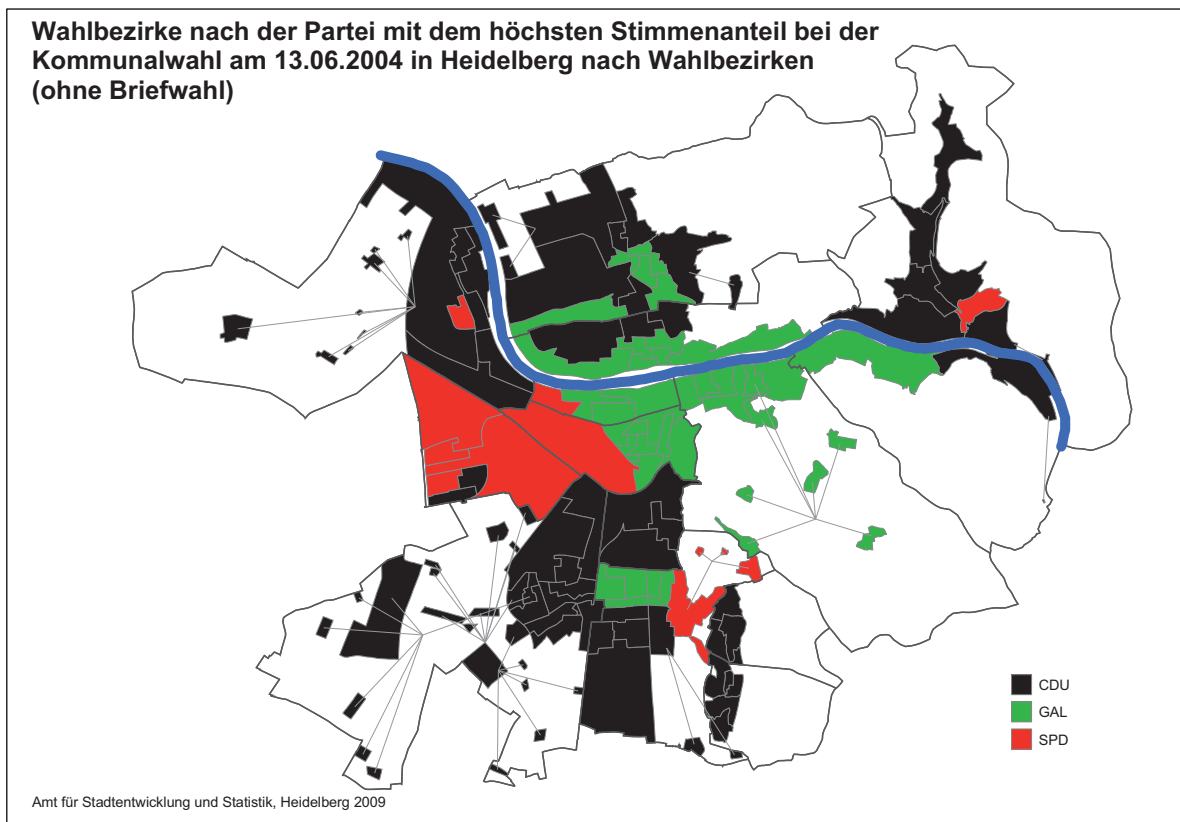 Wahlbezirke nach der Partei mit dem höchsten Stimmenanteil bei der
Kommunalwahl am 13.06.2004 in Heidelberg nach Wahlbezirken
(ohne Briefwahl)
CDU
GAL
SPD
Amt für Stadtentwicklung und Statistik, Heidelberg 2009